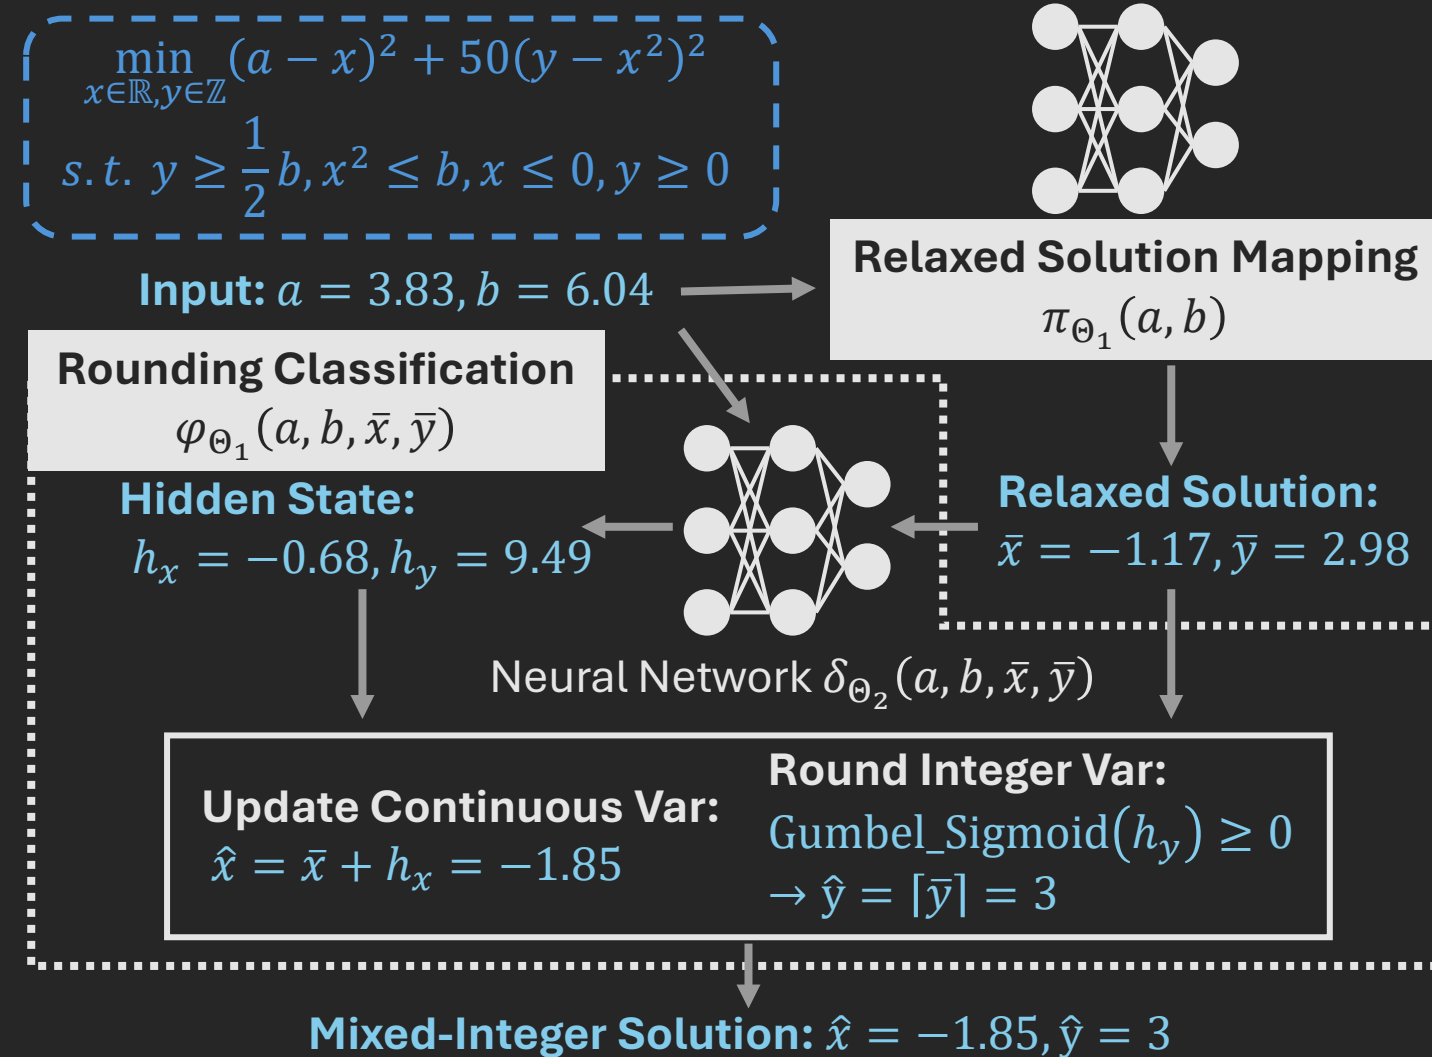 min (a − x)² + 50(y − x²)²
x∈ℝ,y∈ℤ
s.t. y ≥ 1/2 b, x² ≤ b, x ≤ 0, y ≥ 0
Input: a = 3.83, b = 6.04
Relaxed Solution Mapping
π_Θ₁(a, b)
Rounding Classification
φ_Θ₁(a, b, x̄, ȳ)
Hidden State:
h_x = −0.68, h_y = 9.49
Relaxed Solution:
x̄ = −1.17, ȳ = 2.98
Neural Network δ_Θ₂(a, b, x̄, ȳ)
Update Continuous Var:
x̂ = x̄ + h_x = −1.85
Round Integer Var:
Gumbel_Sigmoid(h_y) ≥ 0
→ ŷ = ⌈ȳ⌉ = 3
Mixed-Integer Solution: x̂ = −1.85, ŷ = 3